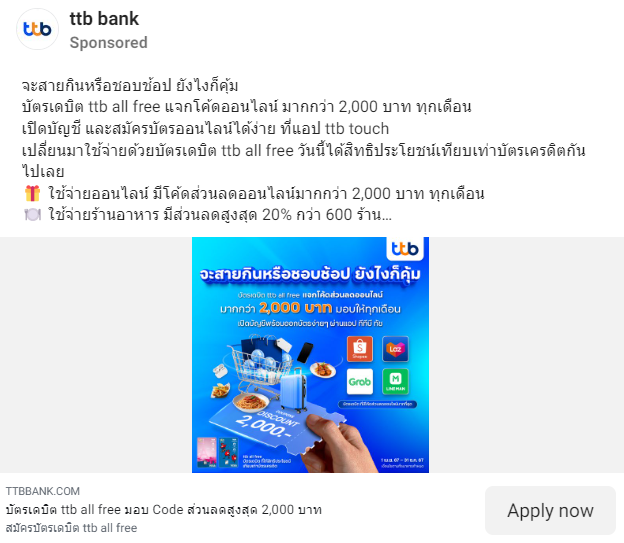 ttb
ttb bank
Sponsored
จะสายกินหรือชอบช้อป ยังไงก็คุ้ม
บัตรเดบิต ttb all free แจกโค้ดออนไลน์ มากกว่า 2,000 บาท ทุกเดือน
เปิดบัญชี และสมัครบัตรออนไลน์ได้ง่าย ที่แอป ttb touch
เปลี่ยนมาใช้จ่ายด้วยบัตรเดบิต ttb all free วันนี้ได้สิทธิประโยชน์เทียบเท่าบัตรเครดิตกัน
ไปเลย
🎁 ใช้จ่ายออนไลน์ มีโค้ดส่วนลดออนไลน์มากกว่า 2,000 บาท ทุกเดือน
🍽️ ใช้จ่ายร้านอาหาร มีส่วนลดสูงสุด 20% กว่า 600 ร้าน...
ttb
จะสายกินหรือชอบช้อป ยังไงก็คุ้ม
บัตรเดบิต ttb all free แจกโค้ดส่วนลดออนไลน์
มากกว่า 2,000 บาท มอบให้ทุกเดือน
เปิดบัญชีพร้อมออกบัตรง่ายๆ ผ่านแอป ทีทีบี ทัช
Shopee
Laz
Grab
LINE MAN
DISCOUNT
2,000.-
ttb all free
TTBBANK.COM
บัตรเดบิต ttb all free มอบ Code ส่วนลดสูงสุด 2,000 บาท
สมัครบัตรเดบิต ttb all free
Apply now